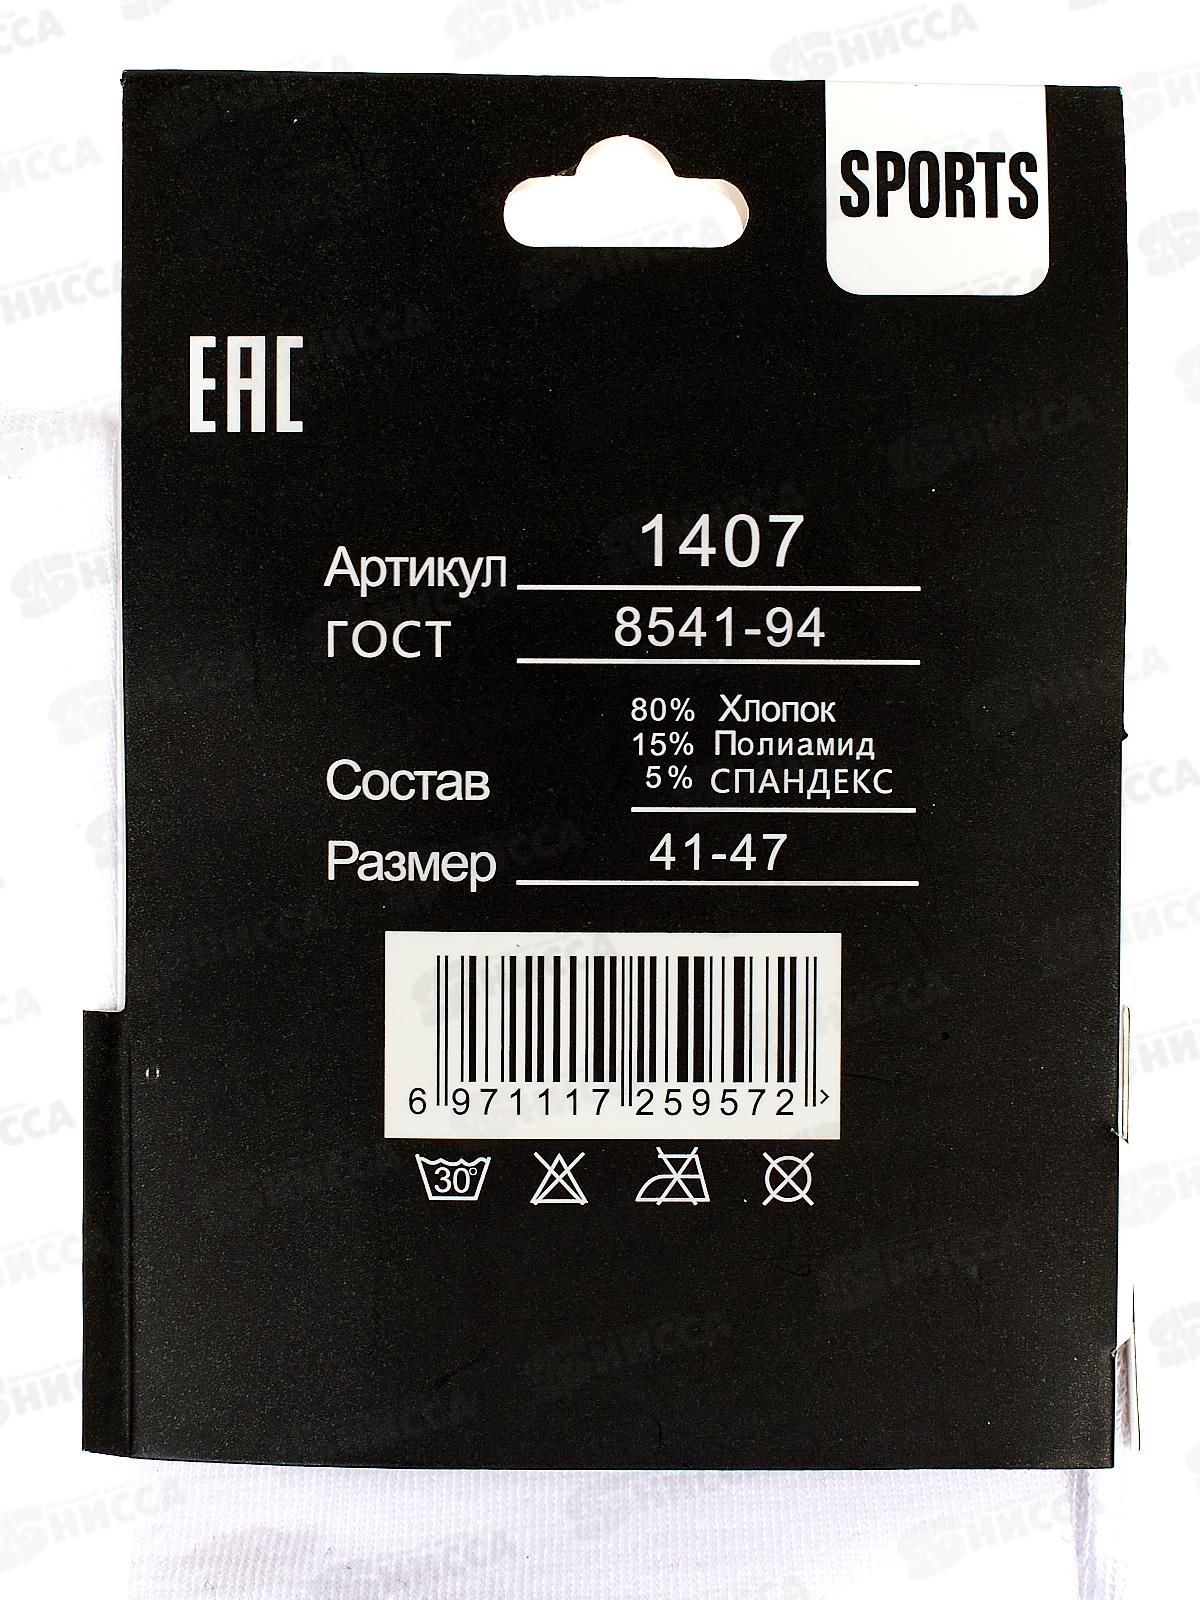 SPORTS
EAC
Артикул 1407
ГОСТ 8541-94
80% Хлопок
15% Полиамид
Состав 5% СПАНДЕКС
Размер 41-47
6 971117 259572 >
30°
ЯБНИССА